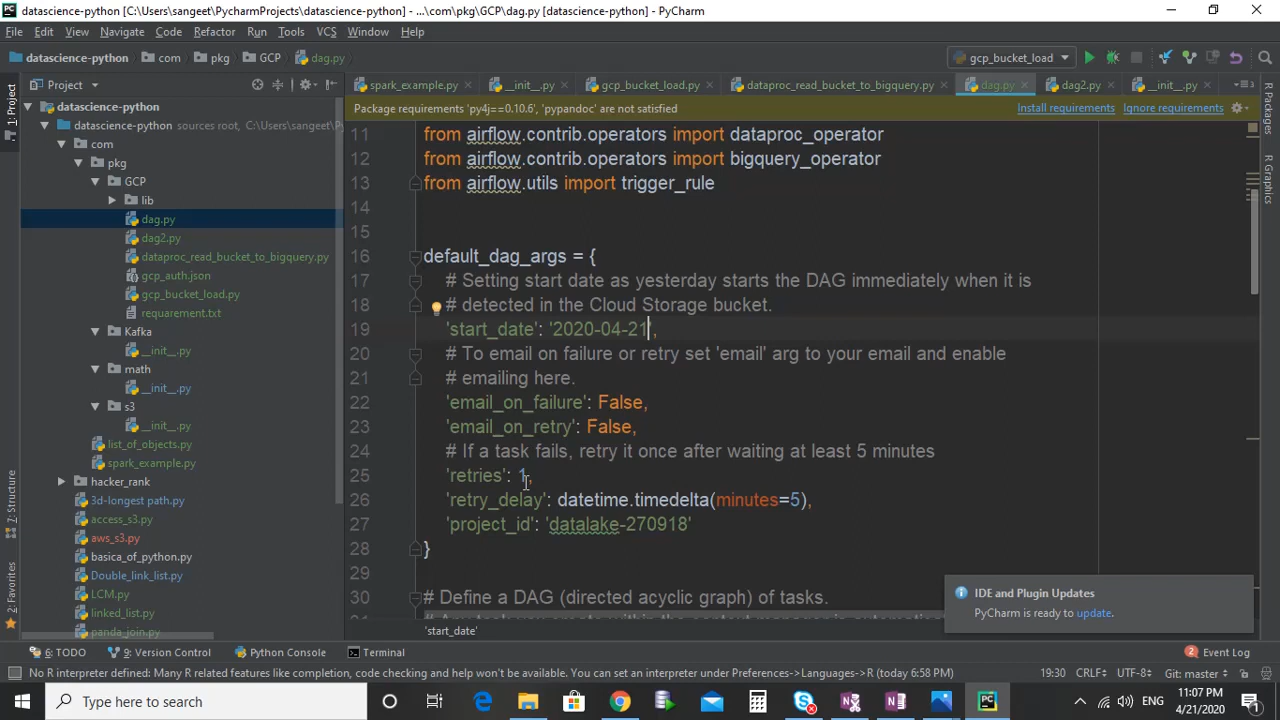 datascience-python [C:\Users\sangeet\PycharmProjects\datascience-python] - ...\com\pkg\GCP\dag.py [datascience-python] - PyCharm
File Edit View Navigate Code Refactor Run Tools VCS Window Help
datascience-python com pkg GCP dag.py gcp_bucket_load
Project spark_example.py __init__.py gcp_bucket_load.py dataproc_read_bucket_to_bigquery.py dag.py dag2.py __init__.py
Package requirements 'py4j==0.10.6', 'pypandoc' are not satisfied Install requirements Ignore requirements
1: Project
7: Structure
2: Favorites
R Packages
R Graphics
datascience-python
datascience-python sources root, C:\Users\sangeet\P
com
pkg
GCP
lib
dag.py
dag2.py
dataproc_read_bucket_to_bigquery.py
gcp_auth.json
gcp_bucket_load.py
requarement.txt
Kafka
__init__.py
math
__init__.py
s3
__init__.py
list_of_objects.py
spark_example.py
hacker_rank
3d-longest path.py
access_s3.py
aws_s3.py
basica_of_python.py
Double_link_list.py
LCM.py
linked_list.py
panda_join.py
11 from airflow.contrib.operators import dataproc_operator
12 from airflow.contrib.operators import bigquery_operator
13 from airflow.utils import trigger_rule
14
15
16 default_dag_args = {
17 # Setting start date as yesterday starts the DAG immediately when it is
18 # detected in the Cloud Storage bucket.
19 'start_date': '2020-04-21',
20 # To email on failure or retry set 'email' arg to your email and enable
21 # emailing here.
22 'email_on_failure': False,
23 'email_on_retry': False,
24 # If a task fails, retry it once after waiting at least 5 minutes
25 'retries': 1,
26 'retry_delay': datetime.timedelta(minutes=5),
27 'project_id': 'datalake-270918'
28 }
29
30 # Define a DAG (directed acyclic graph) of tasks.
'start_date'
IDE and Plugin Updates
PyCharm is ready to update.
6: TODO 9: Version Control Python Console Terminal 2 Event Log
No R interpreter defined: Many R related features like completion, code checking and help won't be available. You can set an interpreter under Preferences->Languages->R (today 6:58 PM) 19:30 CRLF UTF-8 Git: master
Type here to search ENG 11:07 PM
4/21/2020 1